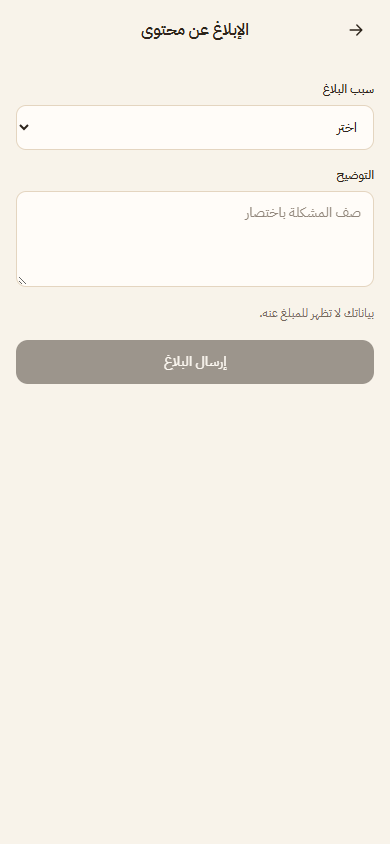 الإبلاغ عن محتوى
سبب البلاغ
اختر
التوضيح
صف المشكلة باختصار
بياناتك لا تظهر للمبلغ عنه.
إرسال البلاغ